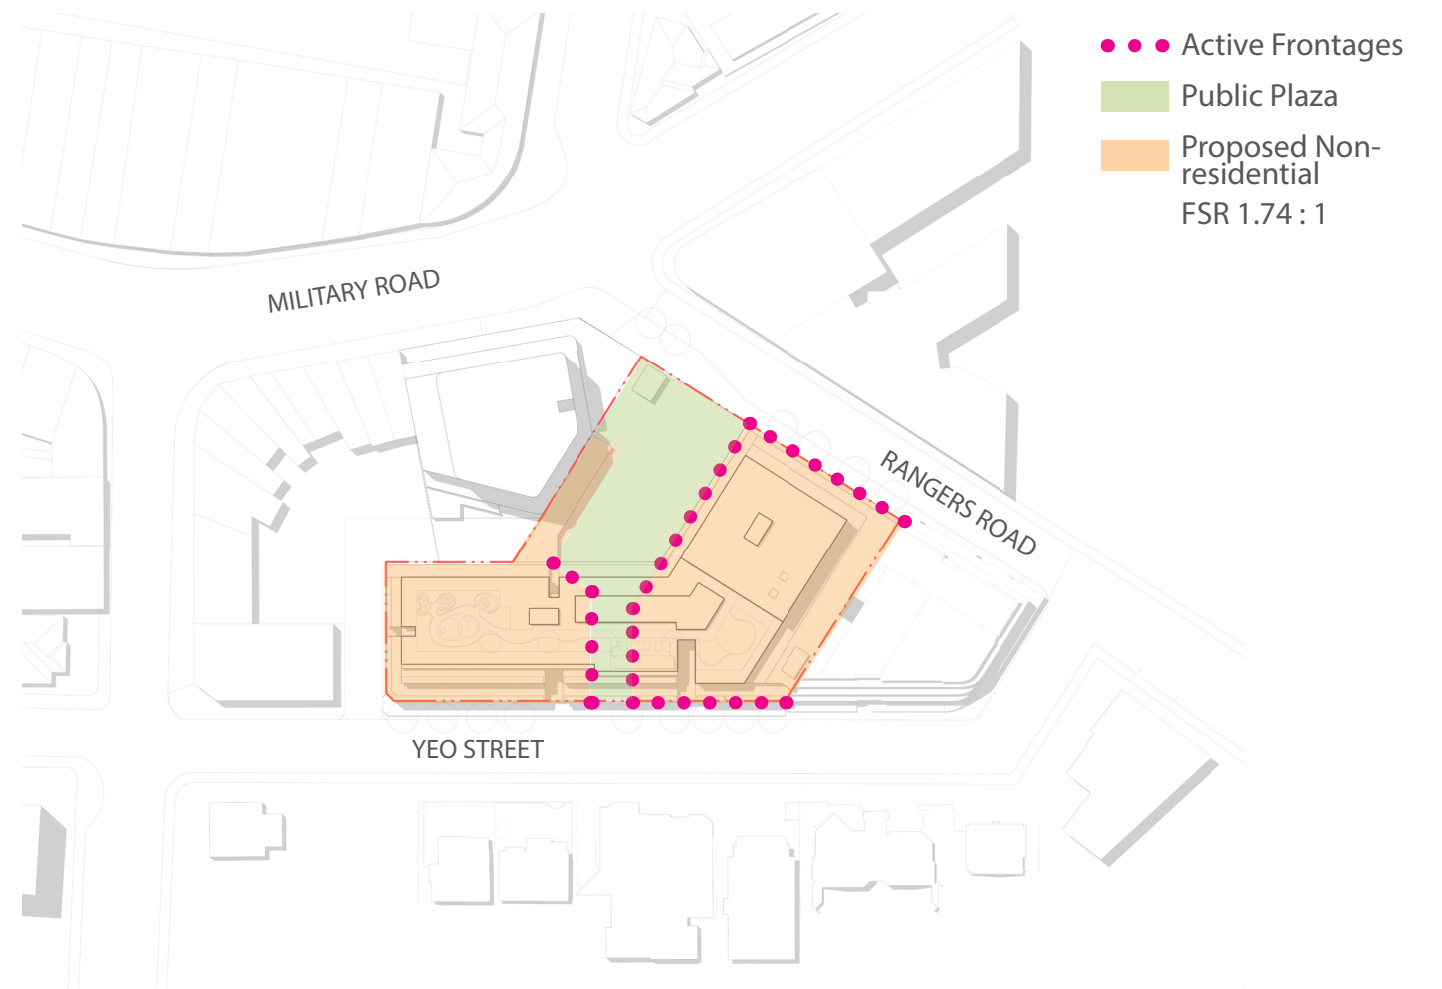 Active Frontages
Public Plaza
Proposed Non-
residential
FSR 1.74 : 1
MILITARY ROAD
RANGERS ROAD
YEO STREET